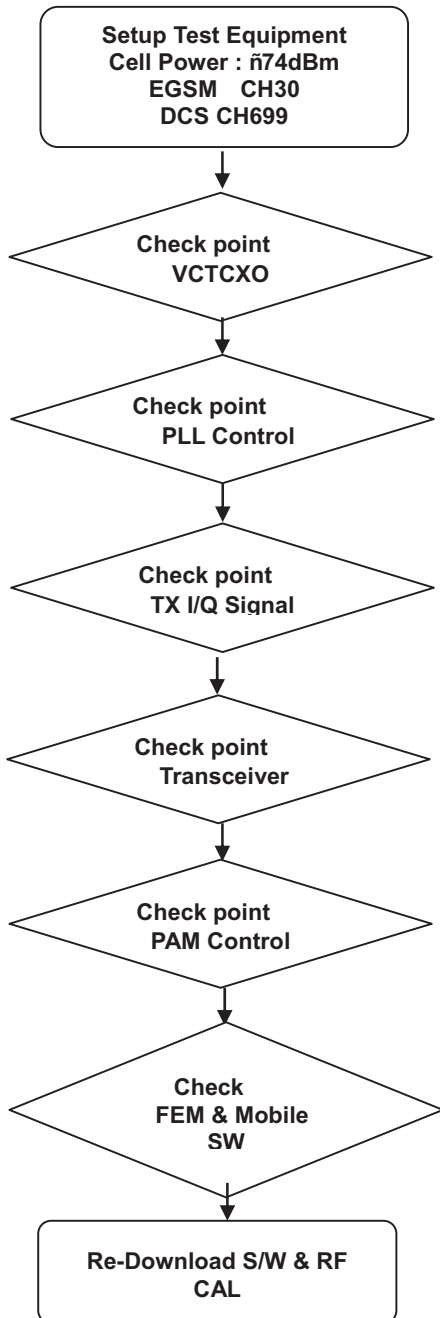 Setup Test Equipment
Cell Power : ñ74dBm
EGSM CH30
DCS CH699
Check point
VCTCXO
Check point
PLL Control
Check point
TX I/Q Signal
Check point
Transceiver
Check point
PAM Control
Check
FEM & Mobile
SW
Re-Download S/W & RF
CAL